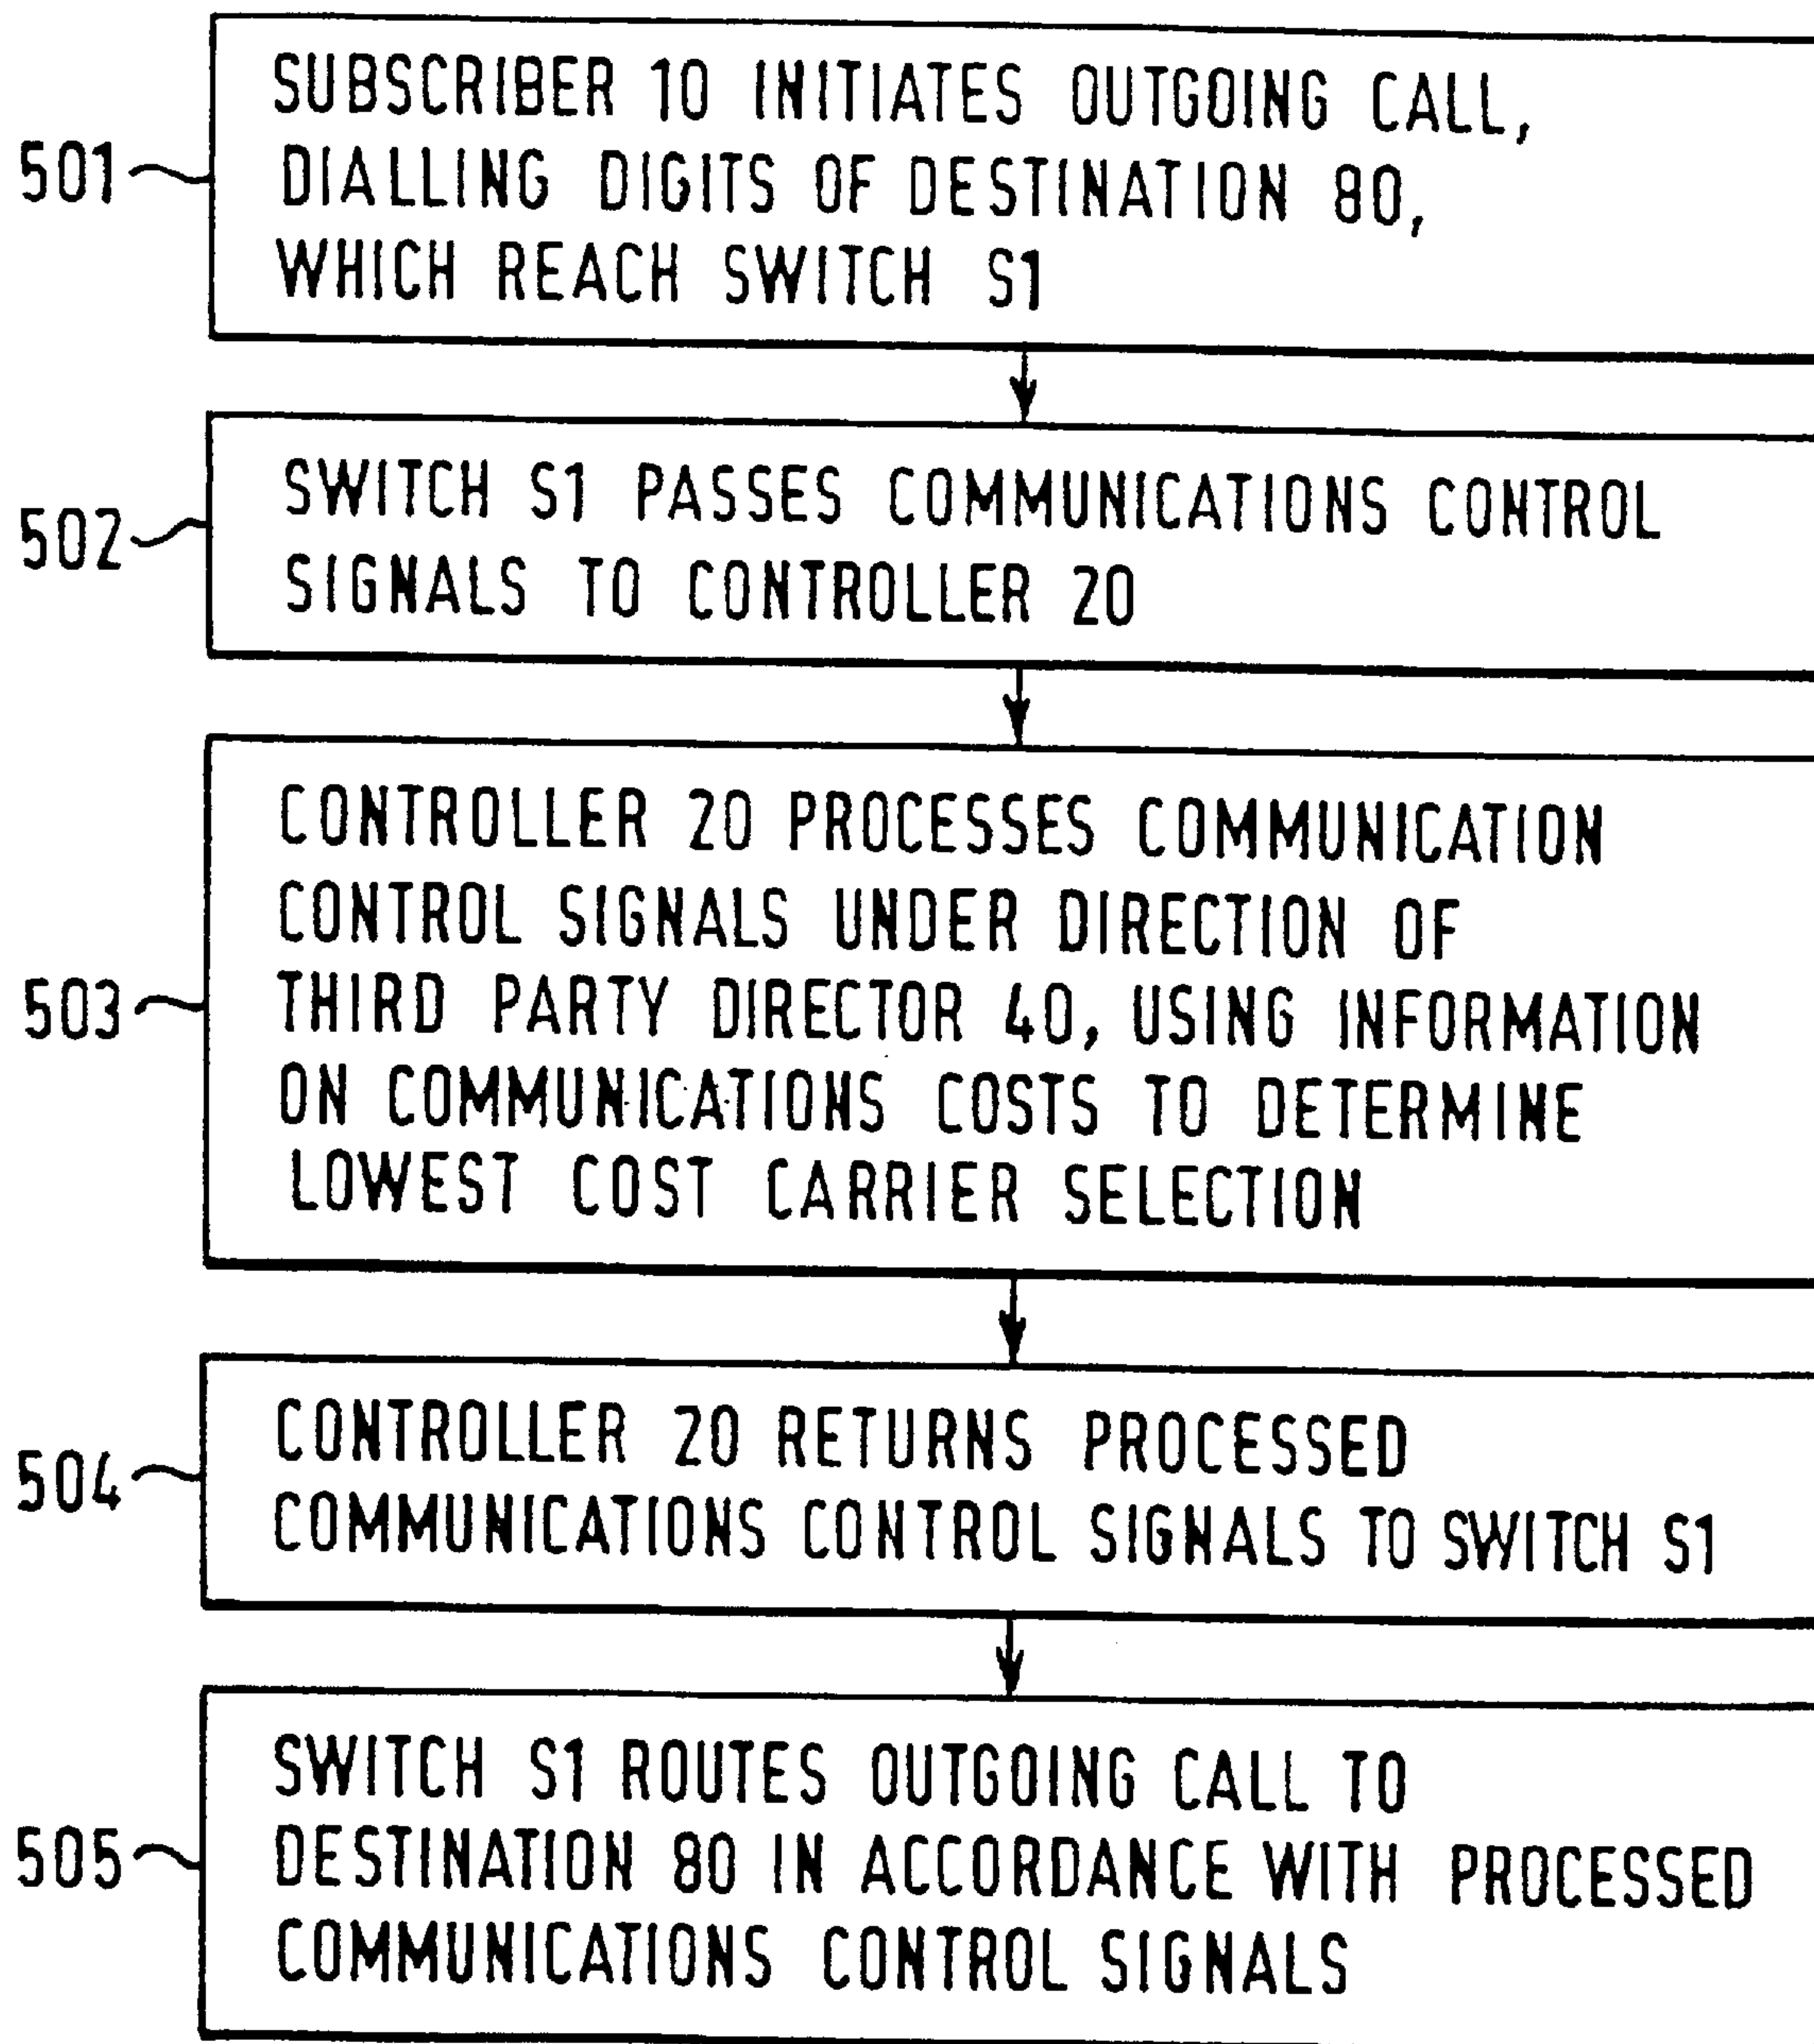 501
SUBSCRIBER 10 INITIATES OUTGOING CALL,
DIALLING DIGITS OF DESTINATION 80,
WHICH REACH SWITCH S1
502
SWITCH S1 PASSES COMMUNICATIONS CONTROL
SIGNALS TO CONTROLLER 20
503
CONTROLLER 20 PROCESSES COMMUNICATION
CONTROL SIGNALS UNDER DIRECTION OF
THIRD PARTY DIRECTOR 40, USING INFORMATION
ON COMMUNICATIONS COSTS TO DETERMINE
LOWEST COST CARRIER SELECTION
504
CONTROLLER 20 RETURNS PROCESSED
COMMUNICATIONS CONTROL SIGNALS TO SWITCH S1
505
SWITCH S1 ROUTES OUTGOING CALL TO
DESTINATION 80 IN ACCORDANCE WITH PROCESSED
COMMUNICATIONS CONTROL SIGNALS